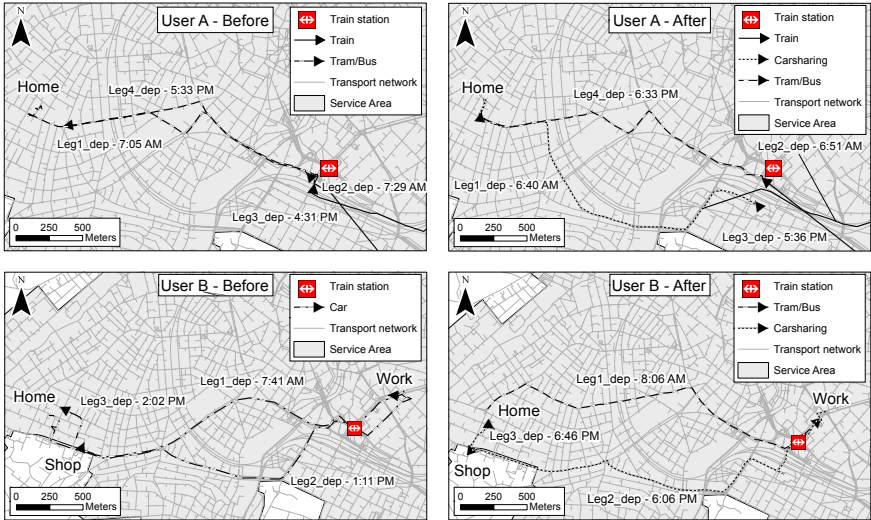 User A - Before
N
Train station
Train
Tram/Bus
Transport network
Service Area
Home
Leg4_dep - 5:33 PM
Leg1_dep - 7:05 AM
Leg2_dep - 7:29 AM
Leg3_dep - 4:31 PM
0 250 500
Meters
User A - After
N
Train station
Train
Carsharing
Tram/Bus
Transport network
Service Area
Home
Leg4_dep - 6:33 PM
Leg2_dep - 6:51 AM
Leg1_dep - 6:40 AM
Leg3_dep - 5:36 PM
0 250 500
Meters
User B - Before
N
Train station
Car
Transport network
Service Area
Leg1_dep - 7:41 AM
Work
Home
Leg3_dep - 2:02 PM
Shop
Leg2_dep - 1:11 PM
0 250 500
Meters
User B - After
N
Train station
Tram/Bus
Carsharing
Transport network
Service Area
Leg1_dep - 8:06 AM
Work
Home
Leg3_dep - 6:46 PM
Shop
Leg2_dep - 6:06 PM
0 250 500
Meters